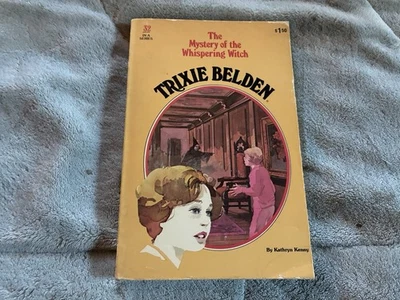 $1.50
The
Mystery of the
Whispering Witch
TRIXIE BELDEN
By Kathryn Kenny